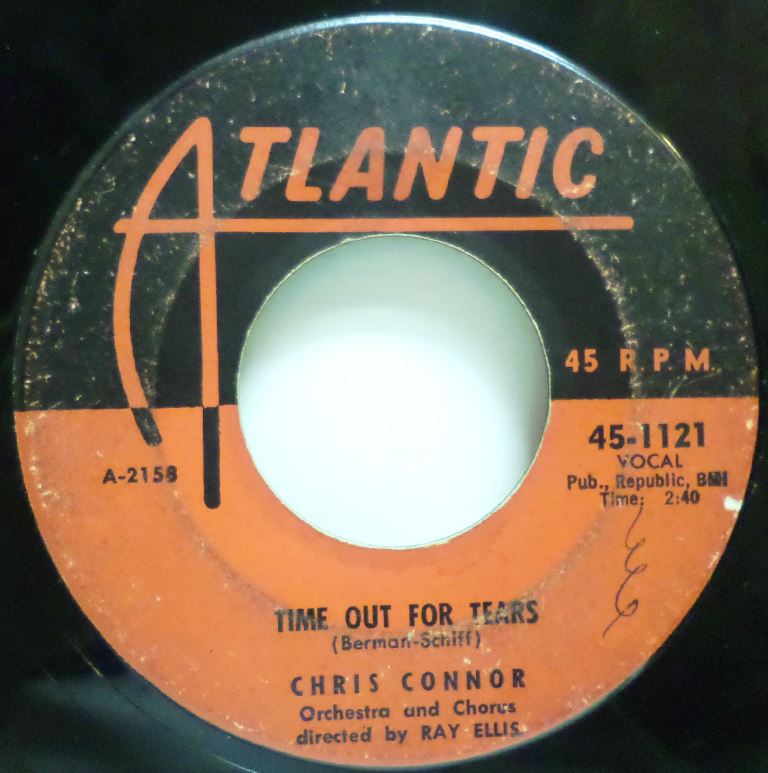 ATLANTIC
45 R.P.M.
45-1121
VOCAL
A-2158
Pub., Republic, BMI
Time: 2:40
TIME OUT FOR TEARS
(Berman-Schiff)
CHRIS CONNOR
Orchestra and Chorus
directed by RAY ELLIS